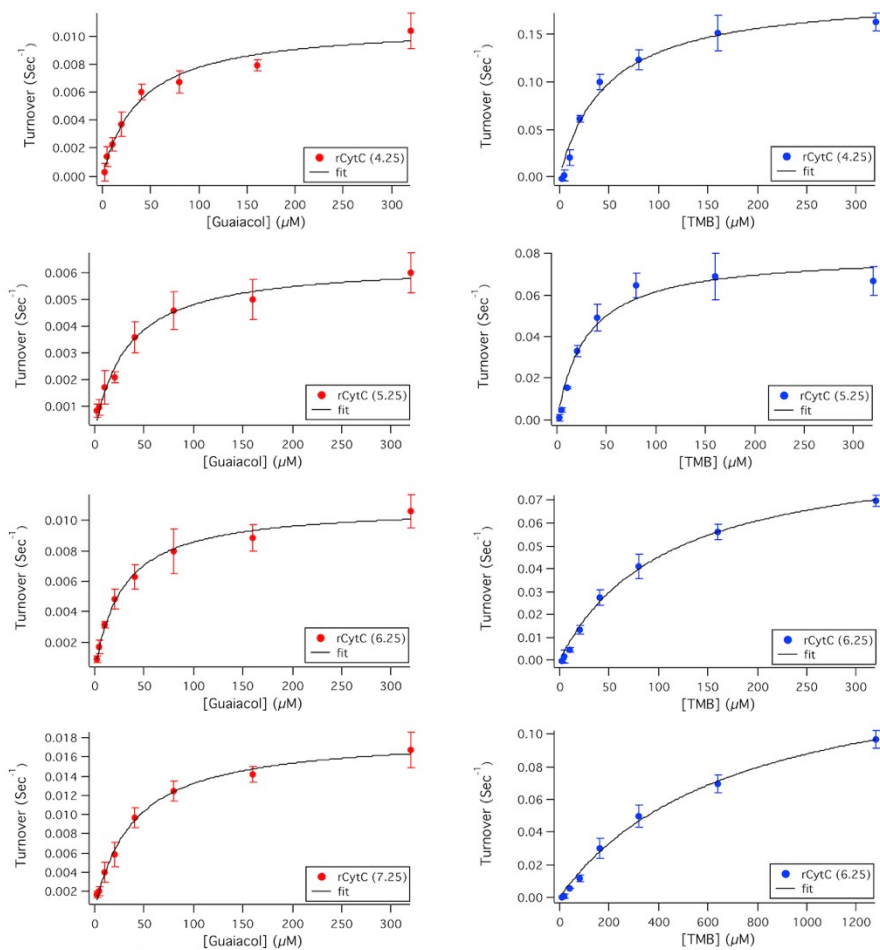 Turnover (Sec⁻¹)
0.010
0.008
0.006
0.004
0.002
0.000
rCytC (4.25)
fit
0 50 100 150 200 250 300
[Guaiacol] (μM)
Turnover (Sec⁻¹)
0.15
0.10
0.05
0.00
rCytC (4.25)
fit
0 50 100 150 200 250 300
[TMB] (μM)
Turnover (Sec⁻¹)
0.006
0.005
0.004
0.003
0.002
0.001
rCytC (5.25)
fit
0 50 100 150 200 250 300
[Guaiacol] (μM)
Turnover (Sec⁻¹)
0.08
0.06
0.04
0.02
0.00
rCytC (5.25)
fit
0 50 100 150 200 250 300
[TMB] (μM)
Turnover (Sec⁻¹)
0.010
0.008
0.006
0.004
0.002
rCytC (6.25)
fit
0 50 100 150 200 250 300
[Guaiacol] (μM)
Turnover (Sec⁻¹)
0.07
0.06
0.05
0.04
0.03
0.02
0.01
0.00
rCytC (6.25)
fit
0 50 100 150 200 250 300
[TMB] (μM)
Turnover (Sec⁻¹)
0.018
0.016
0.014
0.012
0.010
0.008
0.006
0.004
0.002
rCytC (7.25)
fit
0 50 100 150 200 250 300
[Guaiacol] (μM)
Turnover (Sec⁻¹)
0.10
0.08
0.06
0.04
0.02
0.00
rCytC (6.25)
fit
0 200 400 600 800 1000 1200
[TMB] (μM)